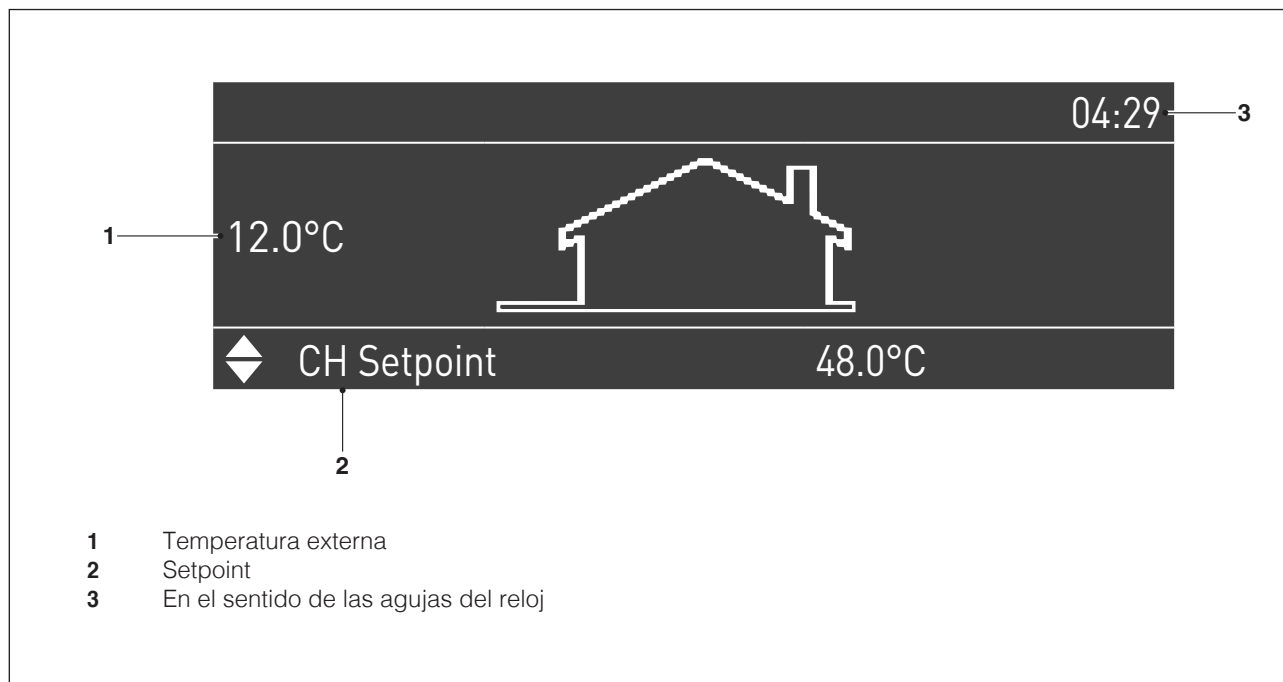 04:29
3
1
12.0°C
CH Setpoint 48.0°C
2
1 Temperatura externa
2 Setpoint
3 En el sentido de las agujas del reloj